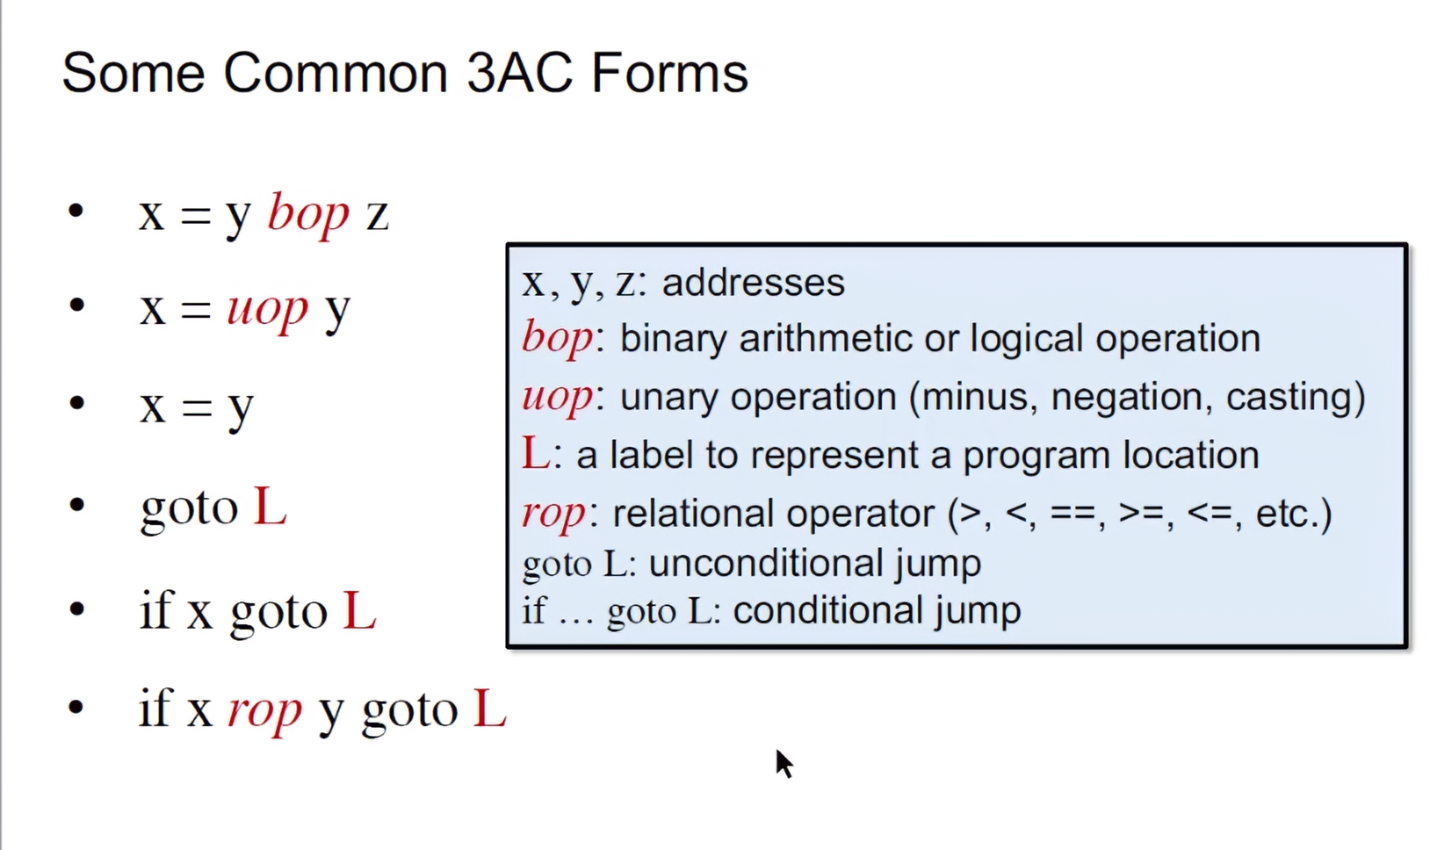 Some Common 3AC Forms
• x = y bop z
• x = uop y
• x = y
• goto L
• if x goto L
• if x rop y goto L
x, y, z: addresses
bop: binary arithmetic or logical operation
uop: unary operation (minus, negation, casting)
L: a label to represent a program location
rop: relational operator (>, <, ==, >=, <=, etc.)
goto L: unconditional jump
if … goto L: conditional jump